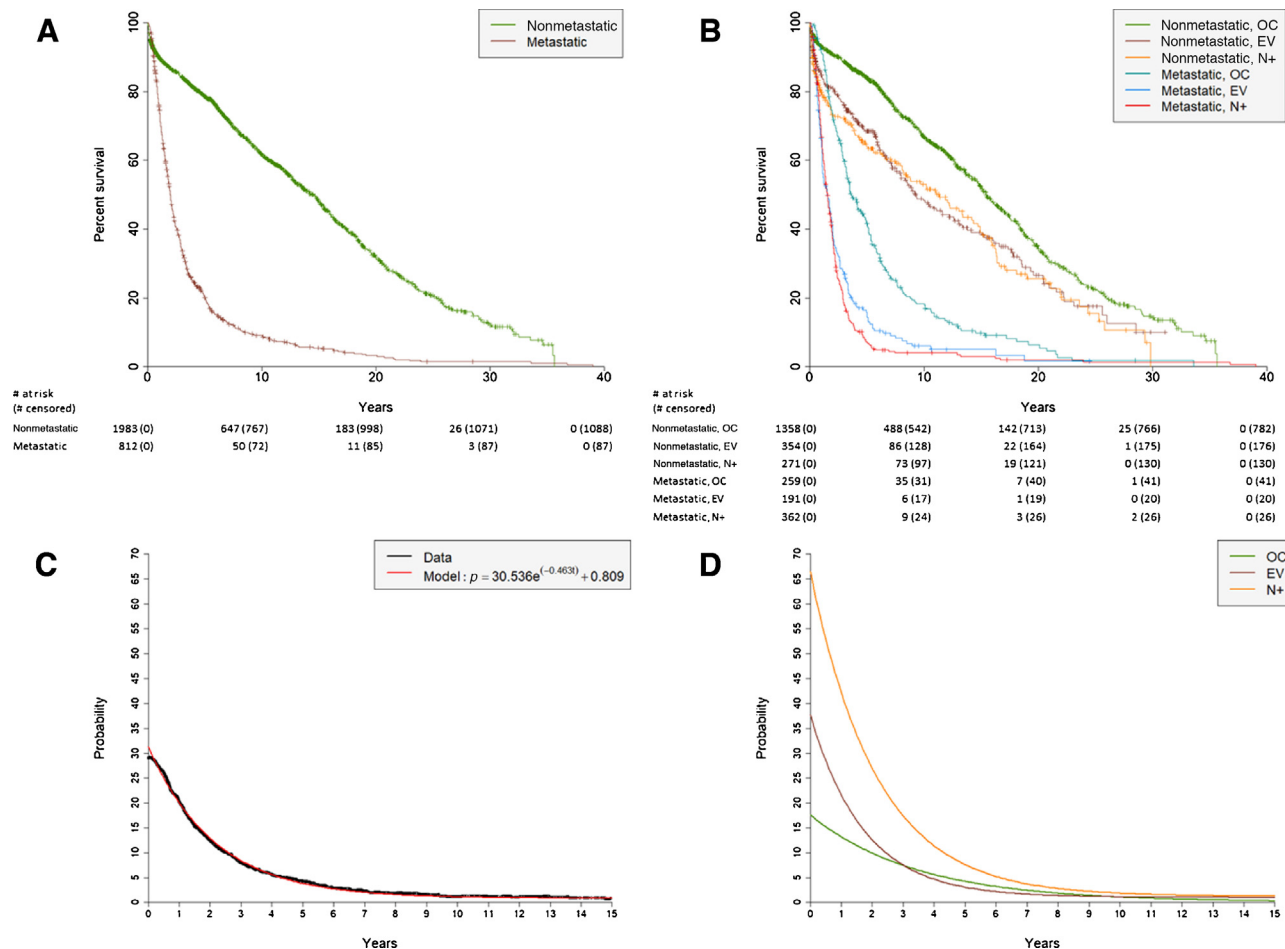 A
Nonmetastatic
Metastatic
Percent survival
100
80
60
40
20
0
0 10 20 30 40
Years
# at risk
(# censored)
Nonmetastatic 1983 (0) 647 (767) 183 (998) 26 (1071) 0 (1088)
Metastatic 812 (0) 50 (72) 11 (85) 3 (87) 0 (87)
B
Nonmetastatic, OC
Nonmetastatic, EV
Nonmetastatic, N+
Metastatic, OC
Metastatic, EV
Metastatic, N+
Percent survival
100
80
60
40
20
0
0 10 20 30 40
Years
# at risk
(# censored)
Nonmetastatic, OC 1358 (0) 488 (542) 142 (713) 25 (766) 0 (782)
Nonmetastatic, EV 354 (0) 86 (128) 22 (164) 1 (175) 0 (176)
Nonmetastatic, N+ 271 (0) 73 (97) 19 (121) 0 (130) 0 (130)
Metastatic, OC 259 (0) 35 (31) 7 (40) 1 (41) 0 (41)
Metastatic, EV 191 (0) 6 (17) 1 (19) 0 (20) 0 (20)
Metastatic, N+ 362 (0) 9 (24) 3 (26) 2 (26) 0 (26)
C
Data
Model : p = 30.536e^(−0.463t) + 0.809
Probability
70
65
60
55
50
45
40
35
30
25
20
15
10
5
0
0 1 2 3 4 5 6 7 8 9 10 11 12 13 14 15
Years
D
OC
EV
N+
Probability
70
65
60
55
50
45
40
35
30
25
20
15
10
5
0
0 1 2 3 4 5 6 7 8 9 10 11 12 13 14 15
Years